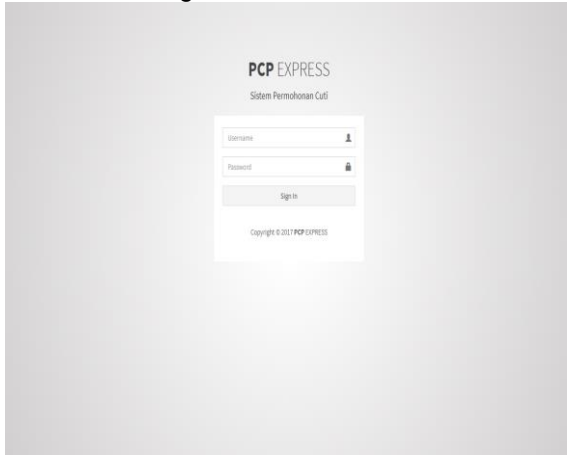 PCP EXPRESS
Sistem Permohonan Cuti
Username
Password
Sign In
Copyright © 2017 PCP EXPRESS